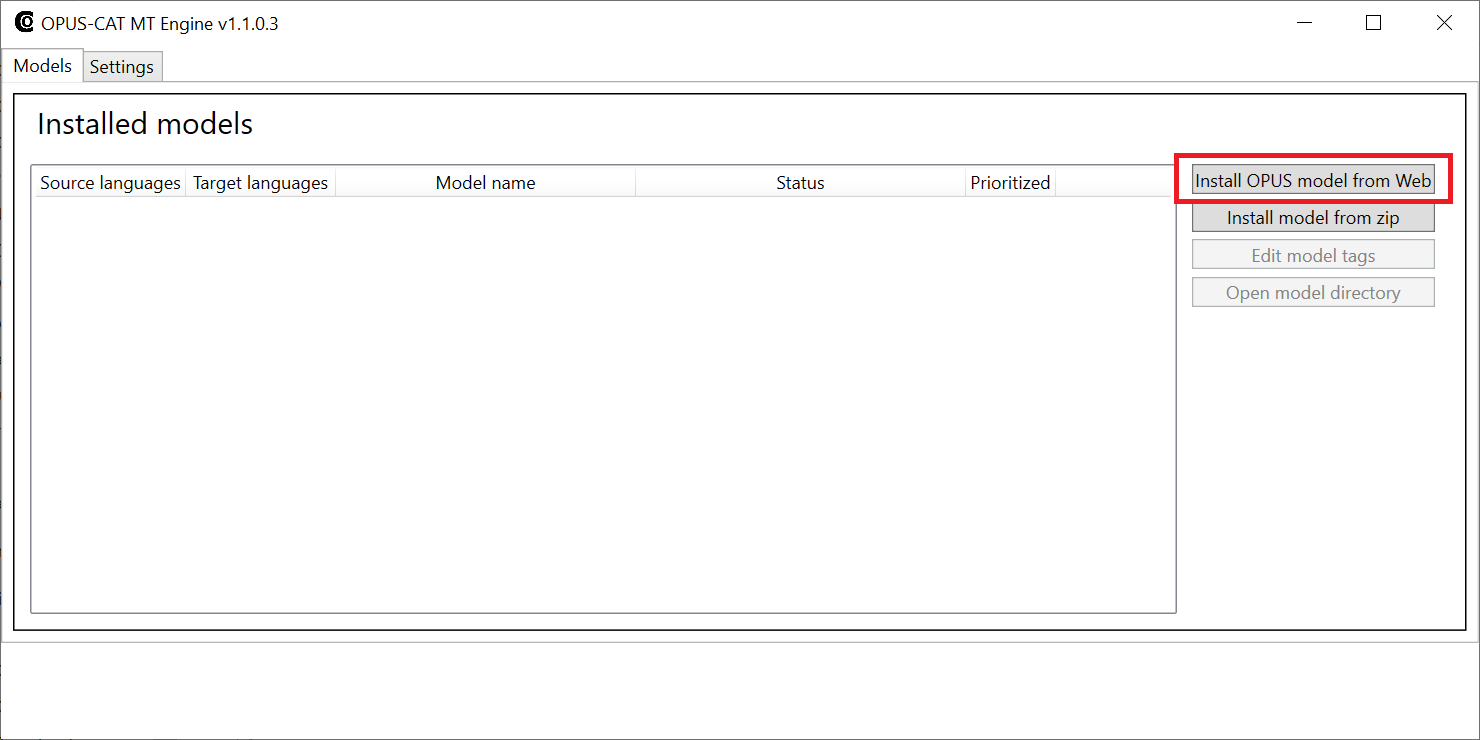 OPUS-CAT MT Engine v1.1.0.3
Models Settings
Installed models
Source languages Target languages Model name Status Prioritized
Install OPUS model from Web
Install model from zip
Edit model tags
Open model directory